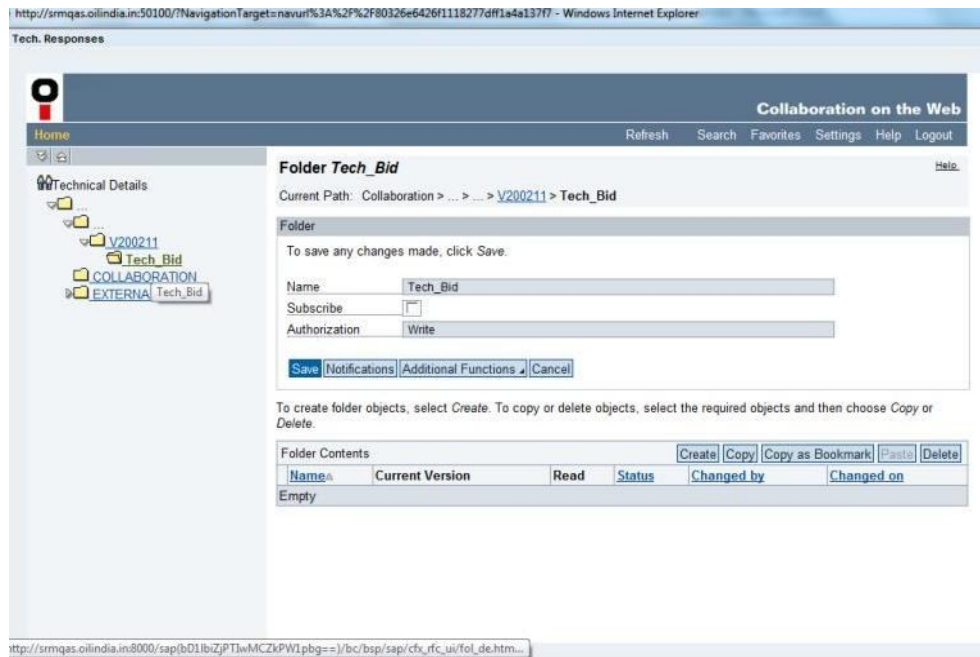 http://srmqas.oilindia.in:50100/?NavigationTarget=navurl%3A%2F%2F80326e6426f1118277dff1a4a137f7 - Windows Internet Explorer
Tech. Responses
Collaboration on the Web
Home Refresh Search Favorites Settings Help Logout
Technical Details
...
...
V200211
Tech_Bid
COLLABORATION
EXTERNA
Tech_Bid
Folder Tech_Bid Help
Current Path: Collaboration > ... > ... > V200211 > Tech_Bid
Folder
To save any changes made, click Save.
Name Tech_Bid
Subscribe
Authorization Write
Save Notifications Additional Functions Cancel
To create folder objects, select Create. To copy or delete objects, select the required objects and then choose Copy or
Delete.
Folder Contents Create Copy Copy as Bookmark Paste Delete
Name Current Version Read Status Changed by Changed on
Empty
http://srmqas.oilindia.in:8000/sap(bD1lbiZjPTIwMCZkPW1pbg==)/bc/bsp/sap/cfx_rfc_ui/fol_de.htm...